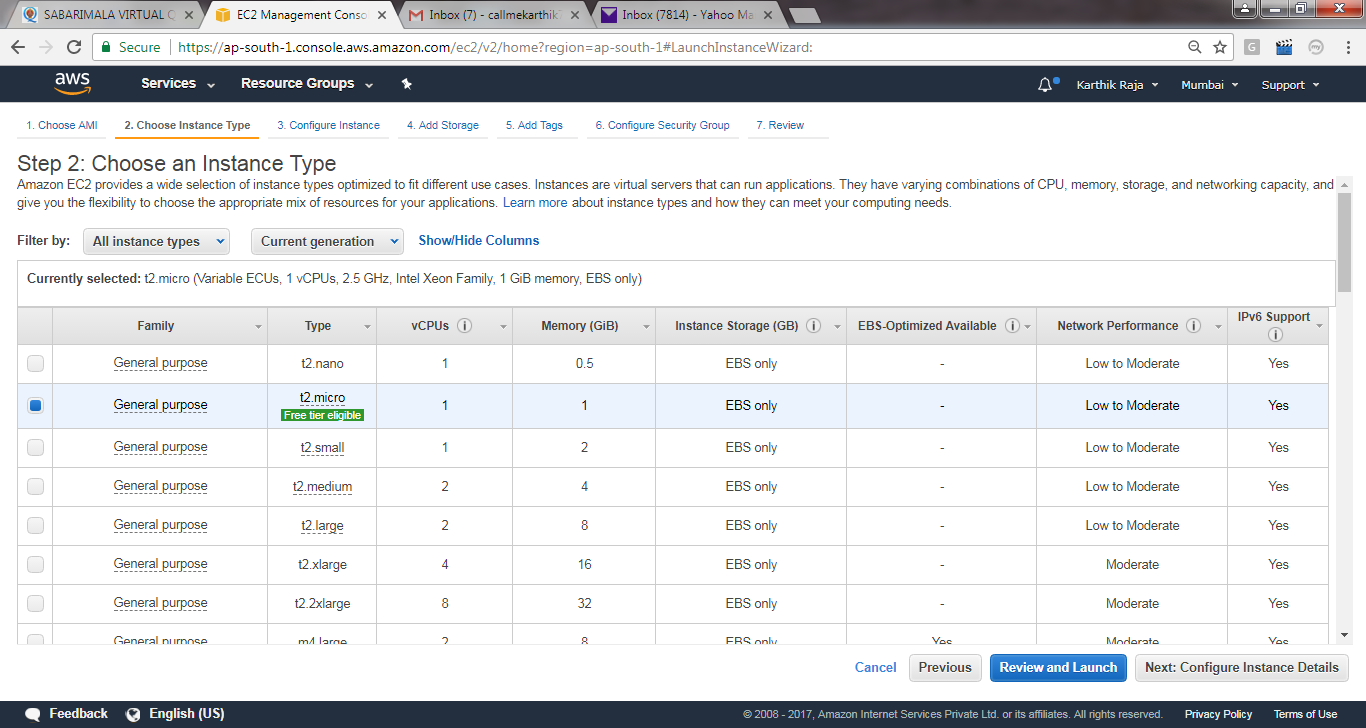 SABARIMALA VIRTUAL Q
EC2 Management Conso
Inbox (7) - callmekarthik
Inbox (7814) - Yahoo Ma
Secure https://ap-south-1.console.aws.amazon.com/ec2/v2/home?region=ap-south-1#LaunchInstanceWizard:
G
my
aws Services Resource Groups Karthik Raja Mumbai Support
1. Choose AMI 2. Choose Instance Type 3. Configure Instance 4. Add Storage 5. Add Tags 6. Configure Security Group 7. Review
Step 2: Choose an Instance Type
Amazon EC2 provides a wide selection of instance types optimized to fit different use cases. Instances are virtual servers that can run applications. They have varying combinations of CPU, memory, storage, and networking capacity, and
give you the flexibility to choose the appropriate mix of resources for your applications. Learn more about instance types and how they can meet your computing needs.
Filter by: All instance types Current generation Show/Hide Columns
Currently selected: t2.micro (Variable ECUs, 1 vCPUs, 2.5 GHz, Intel Xeon Family, 1 GiB memory, EBS only)
Family Type vCPUs i Memory (GiB) Instance Storage (GB) i EBS-Optimized Available i Network Performance i IPv6 Support i
General purpose t2.nano 1 0.5 EBS only - Low to Moderate Yes
General purpose t2.micro 1 1 EBS only - Low to Moderate Yes
Free tier eligible
General purpose t2.small 1 2 EBS only - Low to Moderate Yes
General purpose t2.medium 2 4 EBS only - Low to Moderate Yes
General purpose t2.large 2 8 EBS only - Low to Moderate Yes
General purpose t2.xlarge 4 16 EBS only - Moderate Yes
General purpose t2.2xlarge 8 32 EBS only - Moderate Yes
General purpose m4.large 2 8 EBS only Yes Moderate Yes
Cancel Previous Review and Launch Next: Configure Instance Details
Feedback English (US) © 2008 - 2017, Amazon Internet Services Private Ltd. or its affiliates. All rights reserved. Privacy Policy Terms of Use